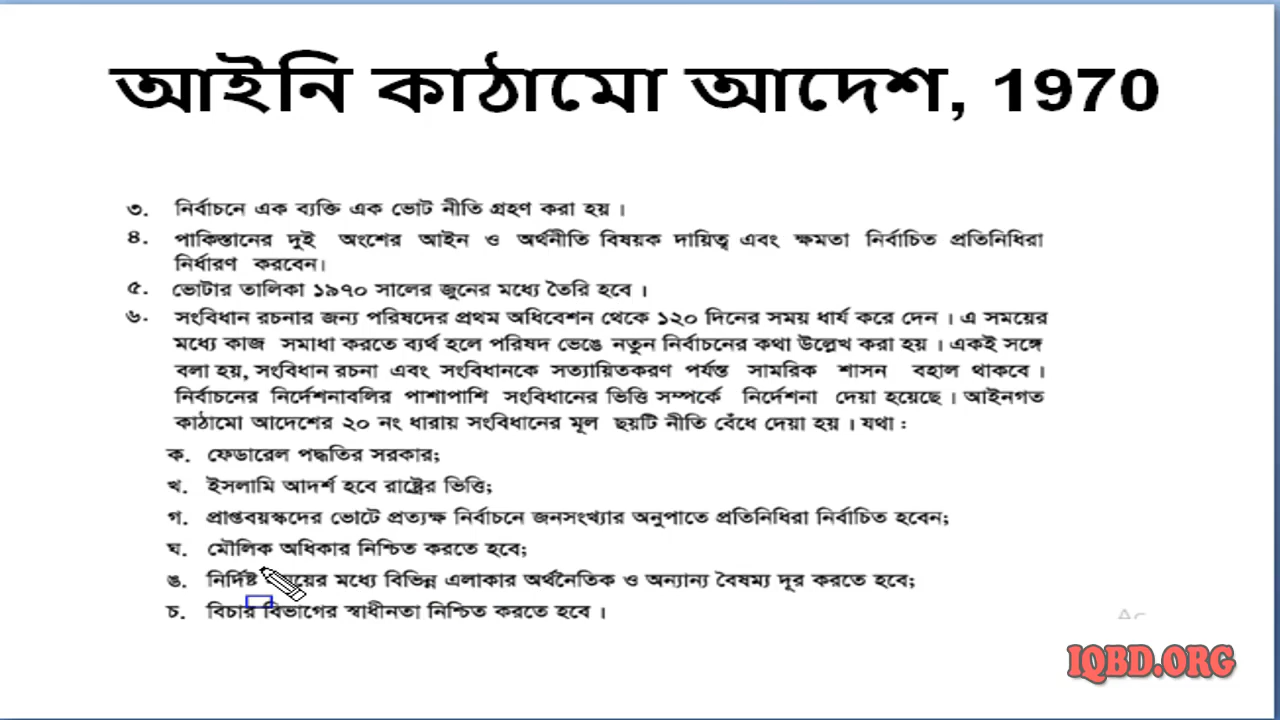 আইনি কাঠামো আদেশ, 1970
৩. নির্বাচনে এক ব্যক্তি এক ভোট নীতি গ্রহণ করা হয় ।
৪. পাকিস্তানের দুই অংশের আইন ও অর্থনীতি বিষয়ক দায়িত্ব এবং ক্ষমতা নির্বাচিত প্রতিনিধিরা
নির্ধারণ করবেন।
৫. ভোটার তালিকা ১৯৭০ সালের জুনের মধ্যে তৈরি হবে ।
৬. সংবিধান রচনার জন্য পরিষদের প্রথম অধিবেশন থেকে ১২০ দিনের সময় ধার্য করে দেন । এ সময়ের
মধ্যে কাজ সমাধা করতে ব্যর্থ হলে পরিষদ ভেঙে নতুন নির্বাচনের কথা উল্লেখ করা হয় । একই সঙ্গে
বলা হয়, সংবিধান রচনা এবং সংবিধানকে সত্যায়িতকরণ পর্যন্ত সামরিক শাসন বহাল থাকবে ।
নির্বাচনের নির্দেশনাবলির পাশাপাশি সংবিধানের ভিত্তি সম্পর্কে নির্দেশনা দেয়া হয়েছে । আইনগত
কাঠামো আদেশের ২০ নং ধারায় সংবিধানের মূল ছয়টি নীতি বেঁধে দেয়া হয় । যথা :
ক. ফেডারেল পদ্ধতির সরকার;
খ. ইসলামি আদর্শ হবে রাষ্ট্রের ভিত্তি;
গ. প্রাপ্তবয়স্কদের ভোটে প্রত্যক্ষ নির্বাচনে জনসংখ্যার অনুপাতে প্রতিনিধিরা নির্বাচিত হবেন;
ঘ. মৌলিক অধিকার নিশ্চিত করতে হবে;
ঙ. নির্দিষ্ট মধ্যে বিভিন্ন এলাকার অর্থনৈতিক ও অন্যান্য বৈষম্য দূর করতে হবে;
চ. বিচার বিভাগের স্বাধীনতা নিশ্চিত করতে হবে ।
IQBD.ORG